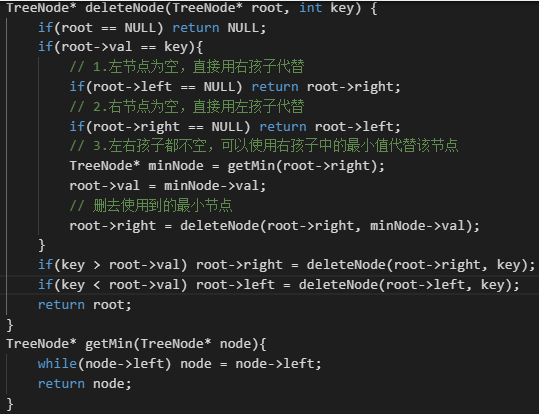 TreeNode* deleteNode(TreeNode* root, int key) {
if(root == NULL) return NULL;
if(root->val == key){
// 1.左节点为空，直接用右孩子代替
if(root->left == NULL) return root->right;
// 2.右节点为空，直接用左孩子代替
if(root->right == NULL) return root->left;
// 3.左右孩子都不空，可以使用右孩子中的最小值代替该节点
TreeNode* minNode = getMin(root->right);
root->val = minNode->val;
// 删去使用到的最小节点
root->right = deleteNode(root->right, minNode->val);
}
if(key > root->val) root->right = deleteNode(root->right, key);
if(key < root->val) root->left = deleteNode(root->left, key);
return root;
}
TreeNode* getMin(TreeNode* node){
while(node->left) node = node->left;
return node;
}